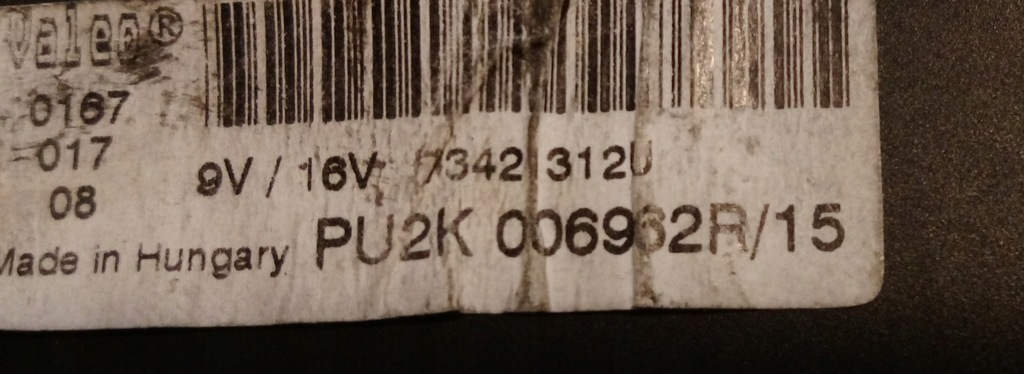 Valeo®
0167
017
08
9V / 16V 7342 312U
Made in Hungary PU2K 006962R/15